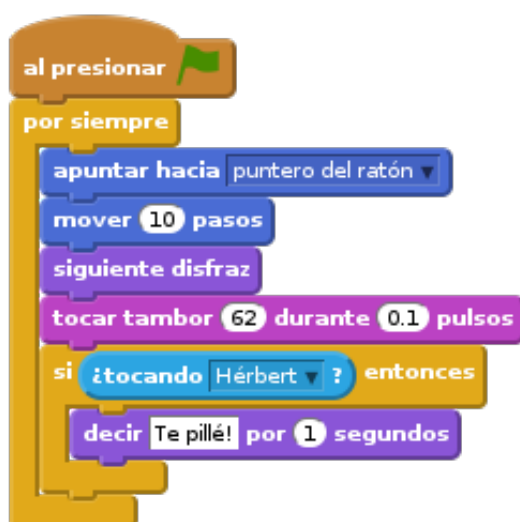 al presionar
por siempre
apuntar hacia puntero del ratón
mover 10 pasos
siguiente disfraz
tocar tambor 62 durante 0.1 pulsos
si ¿tocando Hérbert ? entonces
decir Te pillé! por 1 segundos